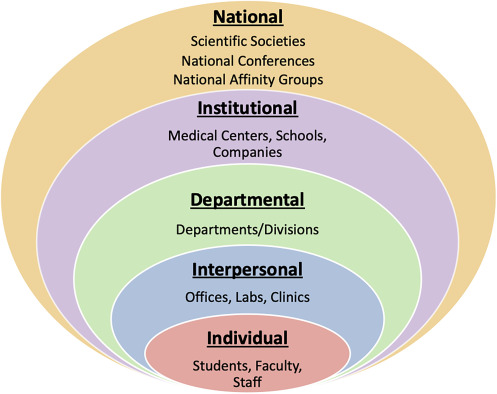 National
Scientific Societies
National Conferences
National Affinity Groups
Institutional
Medical Centers, Schools,
Companies
Departmental
Departments/Divisions
Interpersonal
Offices, Labs, Clinics
Individual
Students, Faculty,
Staff